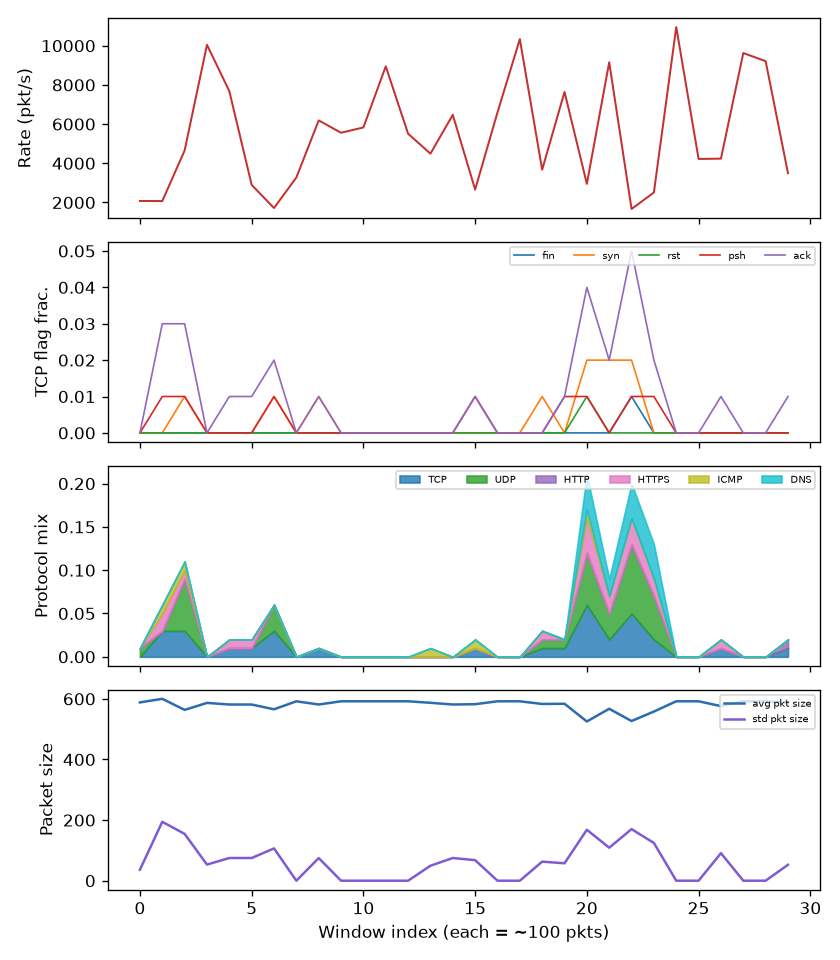 Rate (pkt/s)
10000
8000
6000
4000
2000
TCP flag frac.
0.05
0.04
0.03
0.02
0.01
0.00
fin syn rst psh ack
Protocol mix
0.20
0.15
0.10
0.05
0.00
TCP UDP HTTP HTTPS ICMP DNS
Packet size
600
400
200
0
avg pkt size
std pkt size
0 5 10 15 20 25 30
Window index (each = ~100 pkts)